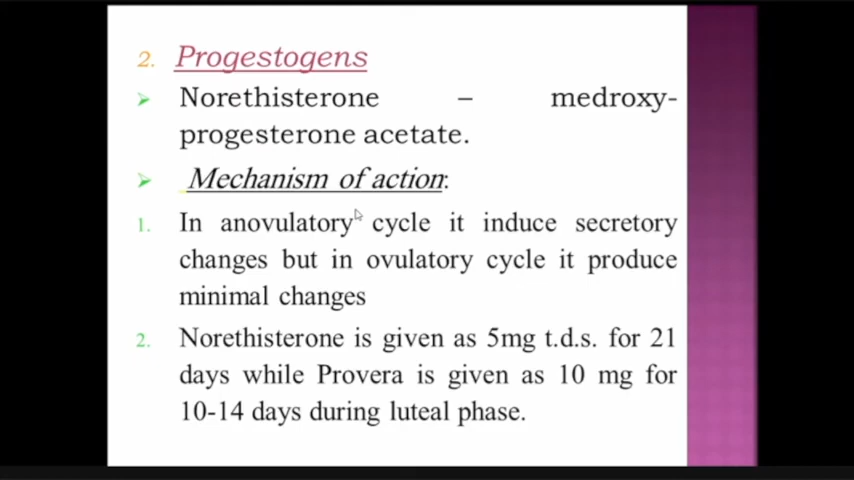 2. Progestogens
Norethisterone – medroxy-
progesterone acetate.
Mechanism of action:
1. In anovulatory cycle it induce secretory
changes but in ovulatory cycle it produce
minimal changes
2. Norethisterone is given as 5mg t.d.s. for 21
days while Provera is given as 10 mg for
10-14 days during luteal phase.